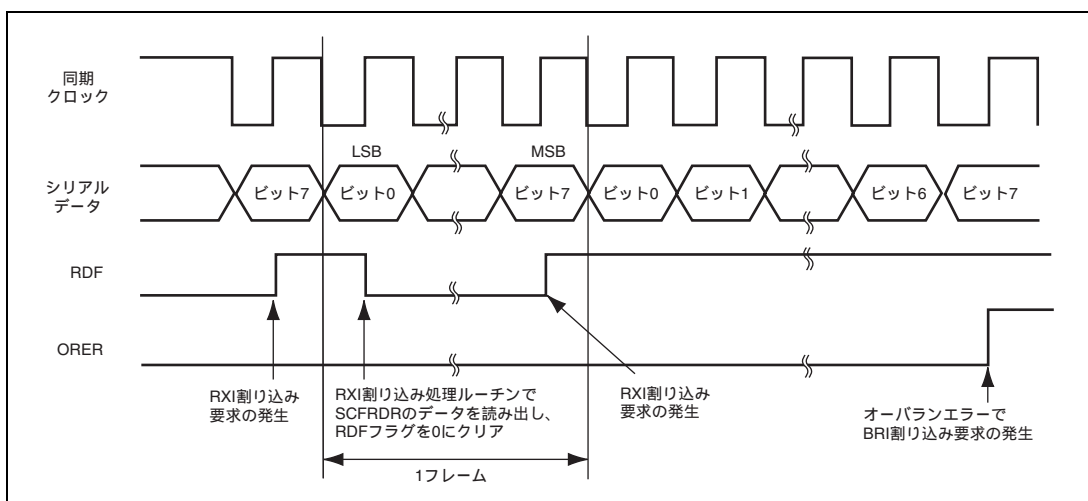 同期
クロック
LSB
MSB
シリアル
データ
ビット7
ビット0
ビット7
ビット0
ビット1
ビット6
ビット7
RDF
ORER
RXI割り込み
要求の発生
RXI割り込み処理ルーチンで
SCFRDRのデータを読み出し、
RDFフラグを0にクリア
RXI割り込み
要求の発生
オーバランエラーで
BRI割り込み要求の発生
1フレーム